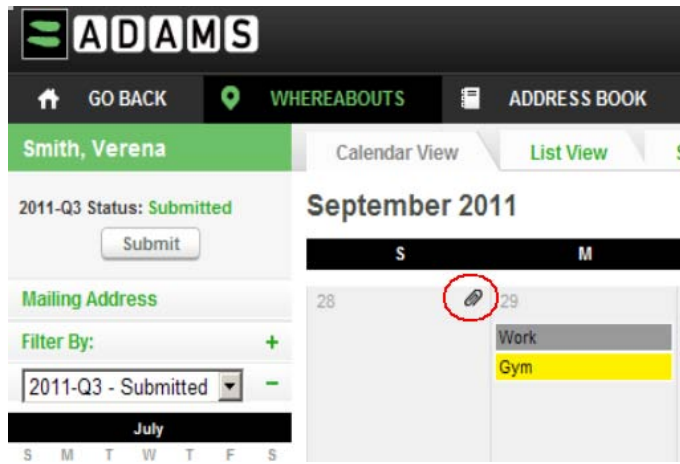 ADAMS
GO BACK WHEREABOUTS ADDRESS BOOK
Smith, Verena
Calendar View List View
2011-Q3 Status: Submitted
Submit
September 2011
S M
Mailing Address
28 29
Filter By: +
Work
2011-Q3 - Submitted -
Gym
July
S M T W T F S